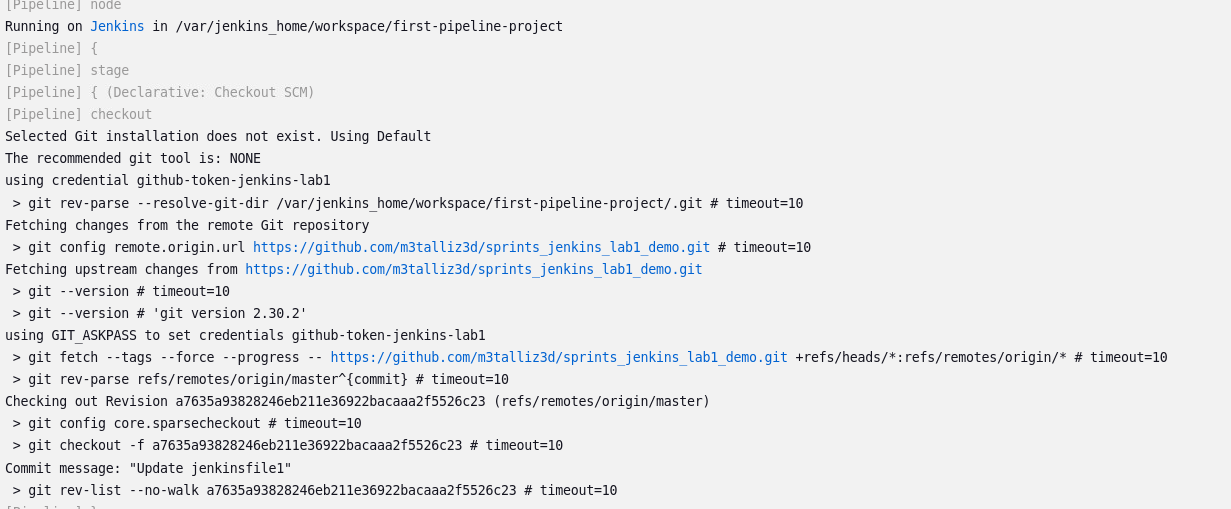 [Pipeline] node
Running on Jenkins in /var/jenkins_home/workspace/first-pipeline-project
[Pipeline] {
[Pipeline] stage
[Pipeline] { (Declarative: Checkout SCM)
[Pipeline] checkout
Selected Git installation does not exist. Using Default
The recommended git tool is: NONE
using credential github-token-jenkins-lab1
 > git rev-parse --resolve-git-dir /var/jenkins_home/workspace/first-pipeline-project/.git # timeout=10
Fetching changes from the remote Git repository
 > git config remote.origin.url https://github.com/m3talliz3d/sprints_jenkins_lab1_demo.git # timeout=10
Fetching upstream changes from https://github.com/m3talliz3d/sprints_jenkins_lab1_demo.git
 > git --version # timeout=10
 > git --version # 'git version 2.30.2'
using GIT_ASKPASS to set credentials github-token-jenkins-lab1
 > git fetch --tags --force --progress -- https://github.com/m3talliz3d/sprints_jenkins_lab1_demo.git +refs/heads/*:refs/remotes/origin/* # timeout=10
 > git rev-parse refs/remotes/origin/master^{commit} # timeout=10
Checking out Revision a7635a93828246eb211e36922bacaaa2f5526c23 (refs/remotes/origin/master)
 > git config core.sparsecheckout # timeout=10
 > git checkout -f a7635a93828246eb211e36922bacaaa2f5526c23 # timeout=10
Commit message: "Update jenkinsfile1"
 > git rev-list --no-walk a7635a93828246eb211e36922bacaaa2f5526c23 # timeout=10